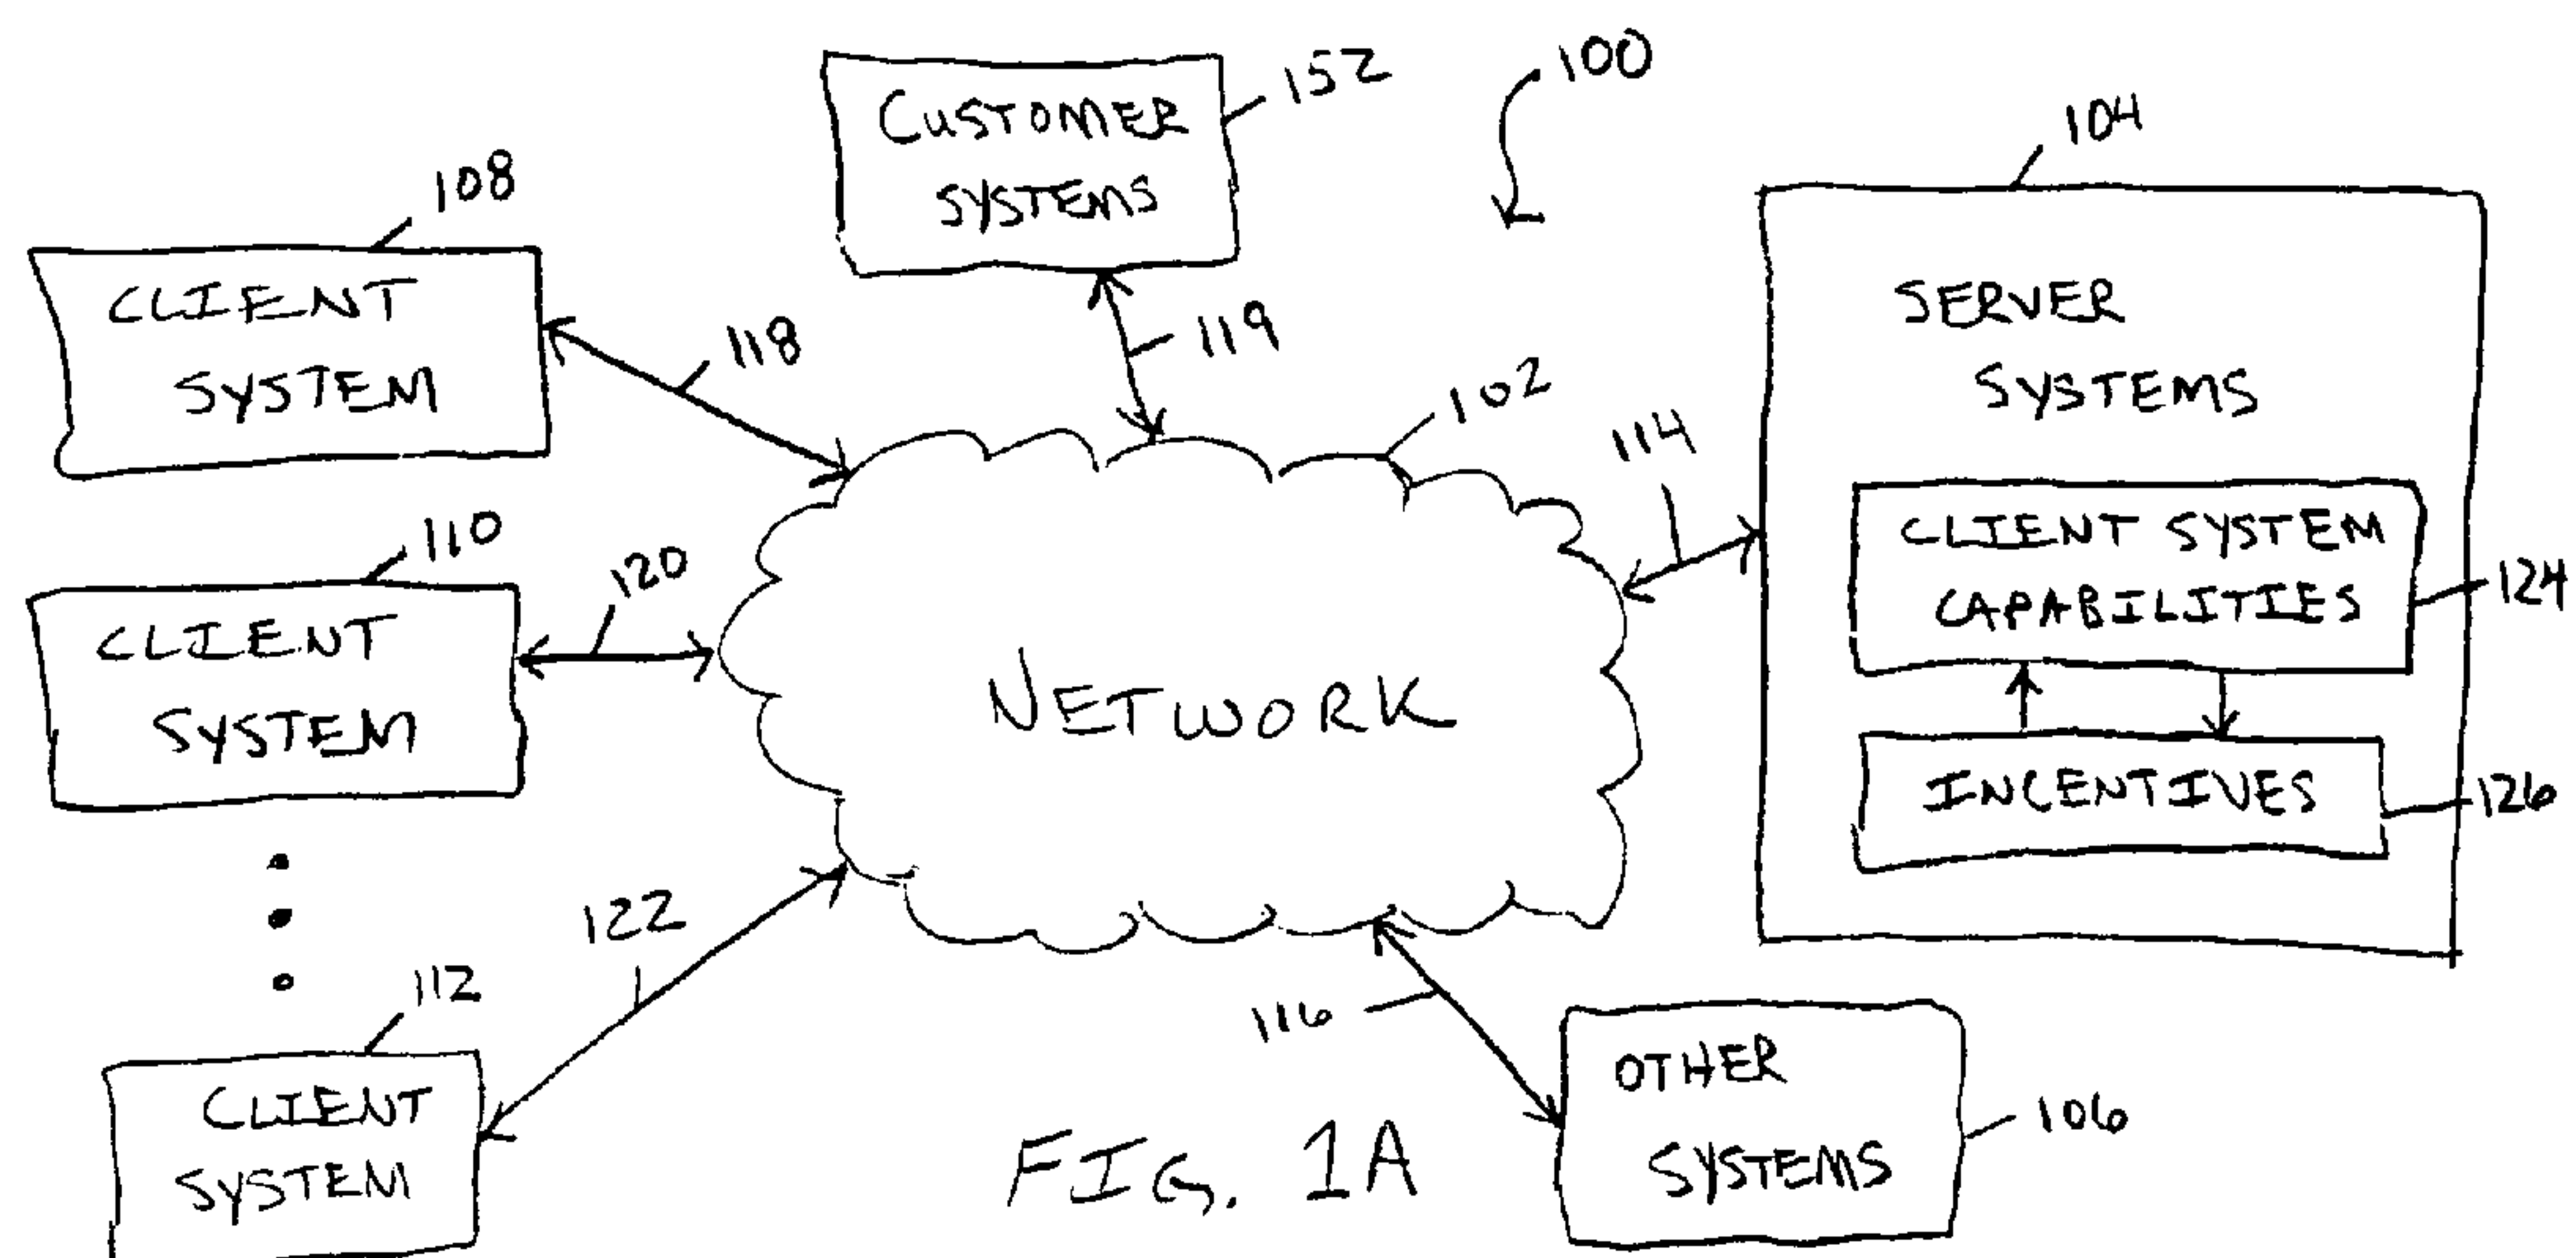 100
152
CUSTOMER
SYSTEMS
104
108
CLIENT
SYSTEM
118
119
102
114
SERVER
SYSTEMS
110
CLIENT
SYSTEM
120
NETWORK
CLIENT SYSTEM
CAPABILITIES
124
INCENTIVES
126
122
112
CLIENT
SYSTEM
116
OTHER
SYSTEMS
106
FIG. 1A